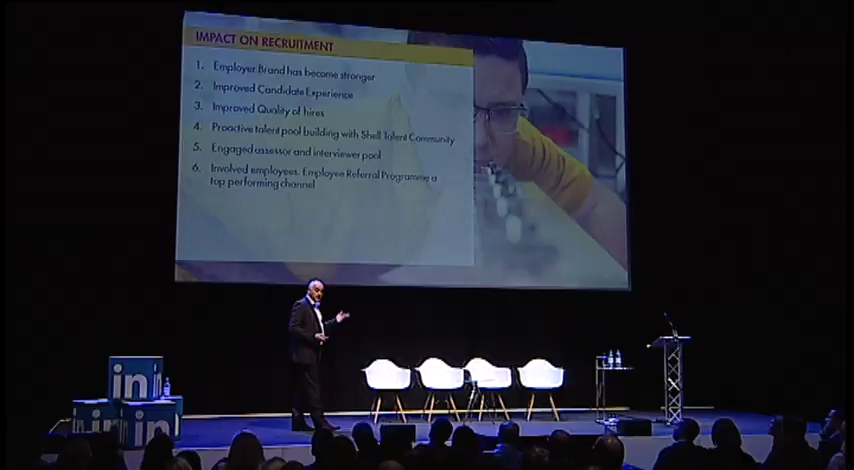 IMPACT ON RECRUITMENT
1. Employer Brand has become stronger
2. Improved Candidate Experience
3. Improved Quality of hires
4. Proactive talent pool building with Shell Talent Community
5. Engaged assessor and interviewer pool
6. Involved employees. Employee Referral Programme a
top performing channel
in
in
in